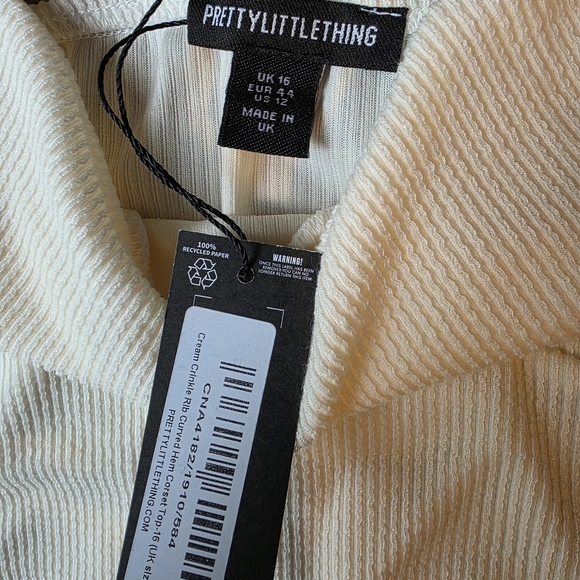 PRETTYLITTLETHING
UK 16
EUR 44
US 12
MADE IN
UK
100%
RECYCLED PAPER
WARNING!
ONCE THIS LABEL HAS BEEN
REMOVED YOU CAN NO
LONGER RETURN THIS ITEM
CNA4182/1910/584
Cream Crinkle Rib Curved Hem Corset Top-16 (UK size
PRETTYLITTLETHING.COM